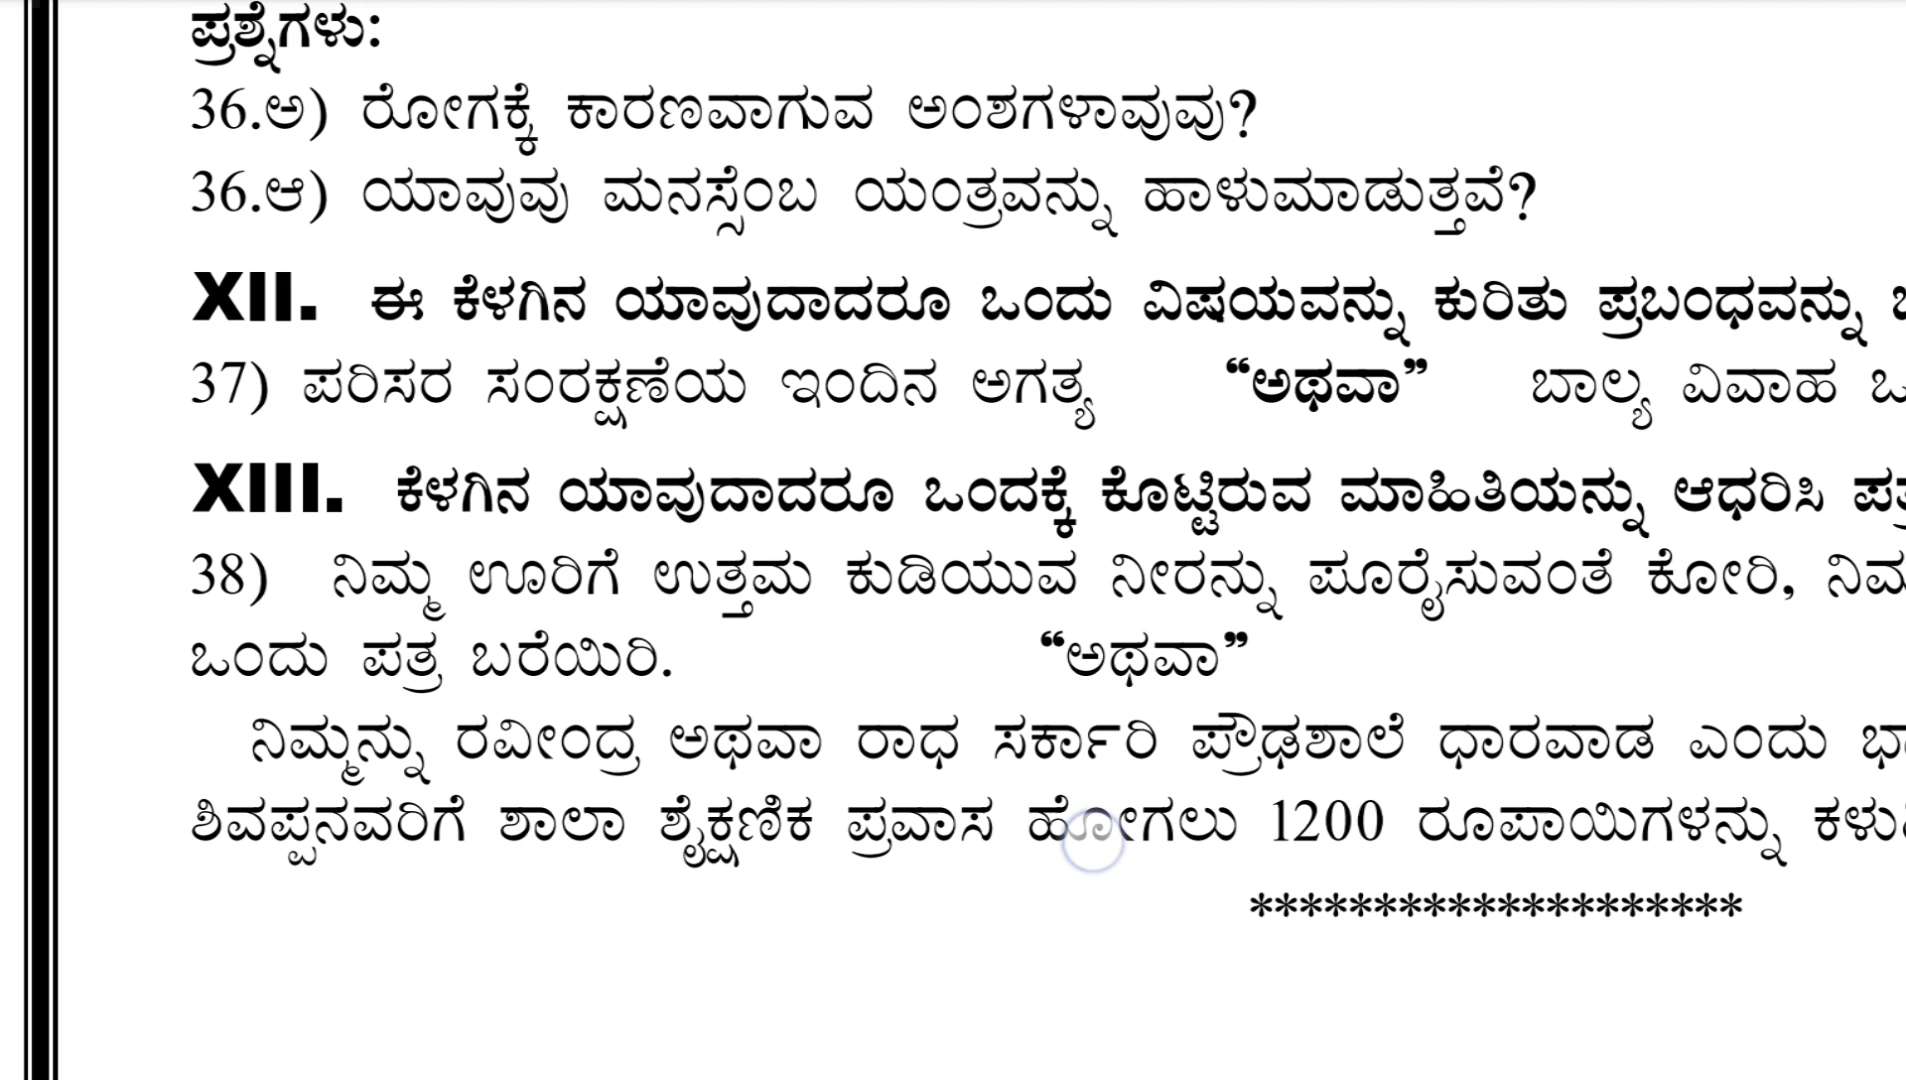 ಪ್ರಶ್ನೆಗಳು:
36.ಅ) ರೋಗಕ್ಕೆ ಕಾರಣವಾಗುವ ಅಂಶಗಳಾವುವು?
36.ಆ) ಯಾವುವು ಮನಸ್ಸೆಂಬ ಯಂತ್ರವನ್ನು ಹಾಳುಮಾಡುತ್ತವೆ?
XII. ಈ ಕೆಳಗಿನ ಯಾವುದಾದರೂ ಒಂದು ವಿಷಯವನ್ನು ಕುರಿತು ಪ್ರಬಂಧವನ್ನು
37) ಪರಿಸರ ಸಂರಕ್ಷಣೆಯ ಇಂದಿನ ಅಗತ್ಯ “ಅಥವಾ” ಬಾಲ್ಯ ವಿವಾಹ
XIII. ಕೆಳಗಿನ ಯಾವುದಾದರೂ ಒಂದಕ್ಕೆ ಕೊಟ್ಟಿರುವ ಮಾಹಿತಿಯನ್ನು ಆಧರಿಸಿ
38) ನಿಮ್ಮ ಊರಿಗೆ ಉತ್ತಮ ಕುಡಿಯುವ ನೀರನ್ನು ಪೂರೈಸುವಂತೆ ಕೋರಿ,
ಒಂದು ಪತ್ರ ಬರೆಯಿರಿ. “ಅಥವಾ”
ನಿಮ್ಮನ್ನು ರವೀಂದ್ರ ಅಥವಾ ರಾಧ ಸರ್ಕಾರಿ ಪ್ರೌಢಶಾಲೆ ಧಾರವಾಡ ಎಂದು
ಶಿವಪ್ಪನವರಿಗೆ ಶಾಲಾ ಶೈಕ್ಷಣಿಕ ಪ್ರವಾಸ ಹೋಗಲು 1200 ರೂಪಾಯಿಗಳನ್ನು
********************